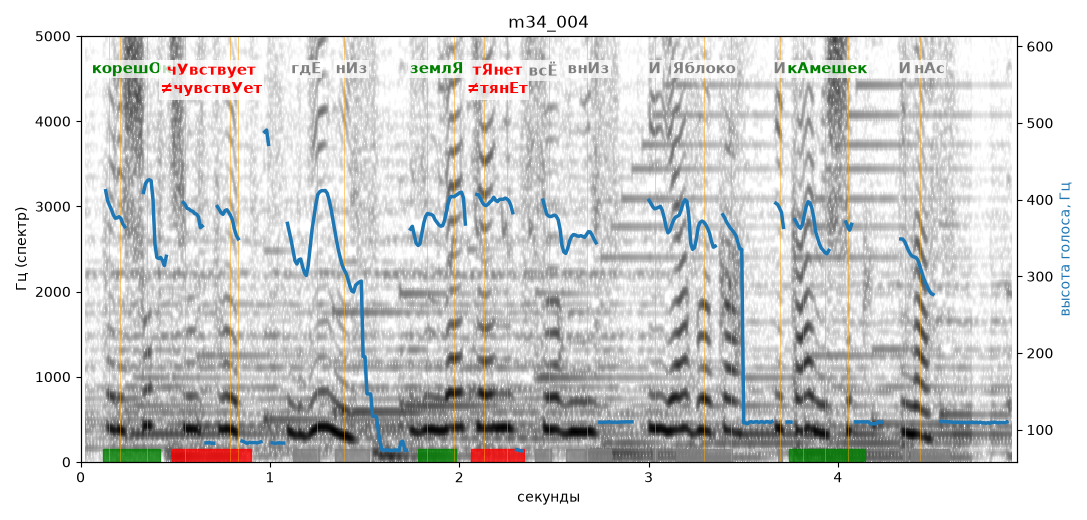 m34_004
корешО чУвствует гдЕ нИз землЯ тЯнет всЁ внИз И Яблоко И кАмешек И нАс
≠чувствУет ≠тянЕт
5000
4000
3000
2000
1000
0
Гц (спектр)
600
500
400
300
200
100
высота голоса, Гц
0 1 2 3 4
секунды